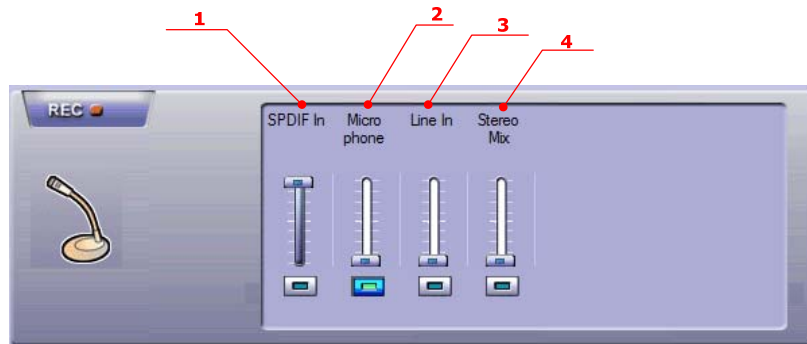 1
2
3
4
REC
SPDIF In
Micro
phone
Line In
Stereo
Mix